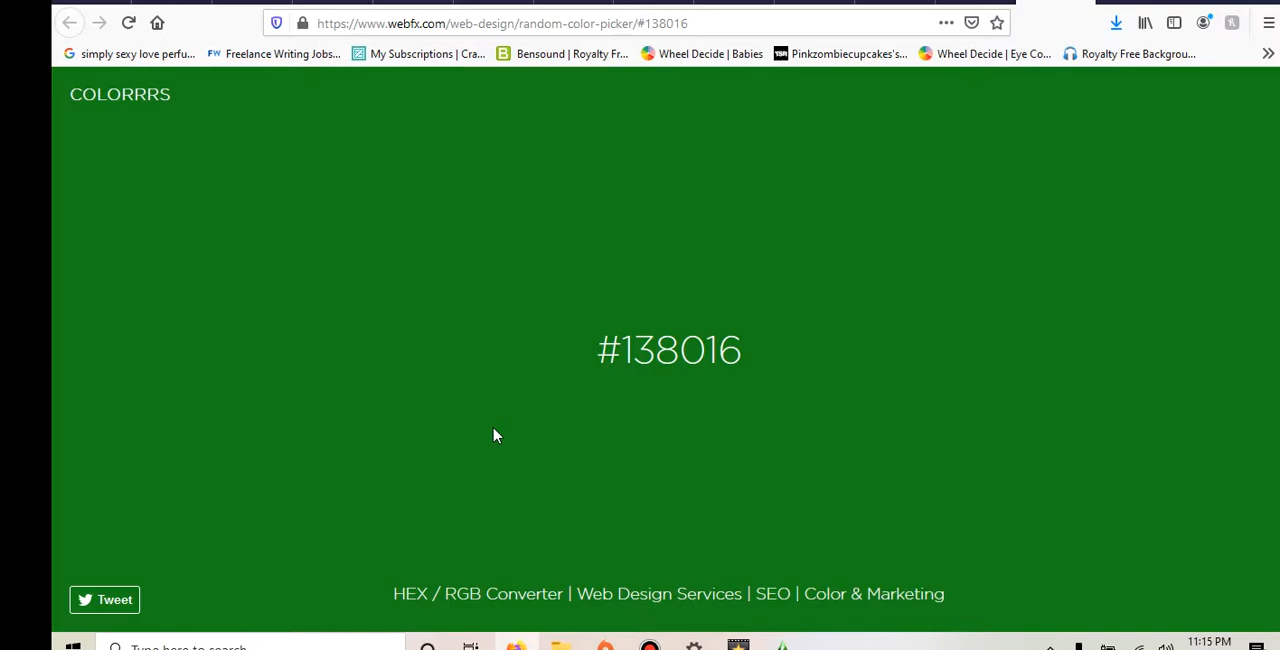 https://www.webfx.com/web-design/random-color-picker/#138016
simply sexy love perfu... FW Freelance Writing Jobs... My Subscriptions | Cra... B Bensound | Royalty Fr... Wheel Decide | Babies TSR Pinkzombiecupcakes's... Wheel Decide | Eye Co... Royalty Free Backgrou...
COLORRRS
#138016
Tweet
HEX / RGB Converter | Web Design Services | SEO | Color & Marketing
Type here to search
11:15 PM